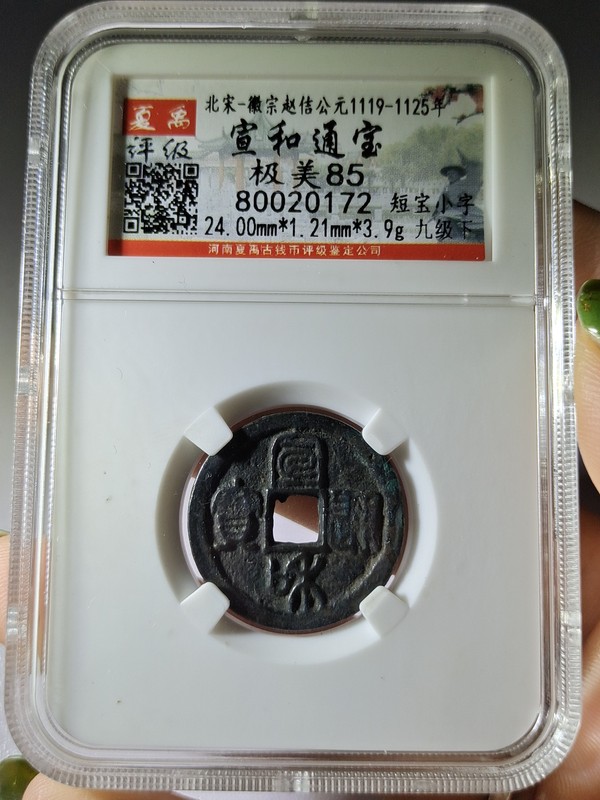 北宋-徽宗赵佶公元1119-1125年
夏禹
评级
宣和通宝
极美85
80020172 短宝小字
24.00mm*1.21mm*3.9g 九级下
河南夏禹古钱币评级鉴定公司
宣
寳 通
和